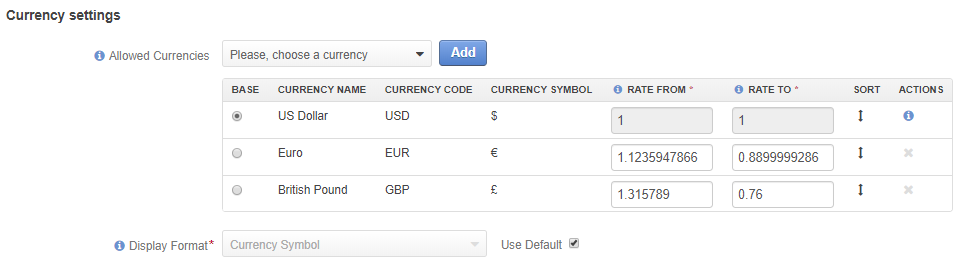 Currency settings
Allowed Currencies Please, choose a currency Add
BASE CURRENCY NAME CURRENCY CODE CURRENCY SYMBOL RATE FROM * RATE TO * SORT ACTIONS
US Dollar USD $ 1 1
Euro EUR € 1.1235947866 0.8899999286
British Pound GBP £ 1.315789 0.76
Display Format* Currency Symbol Use Default